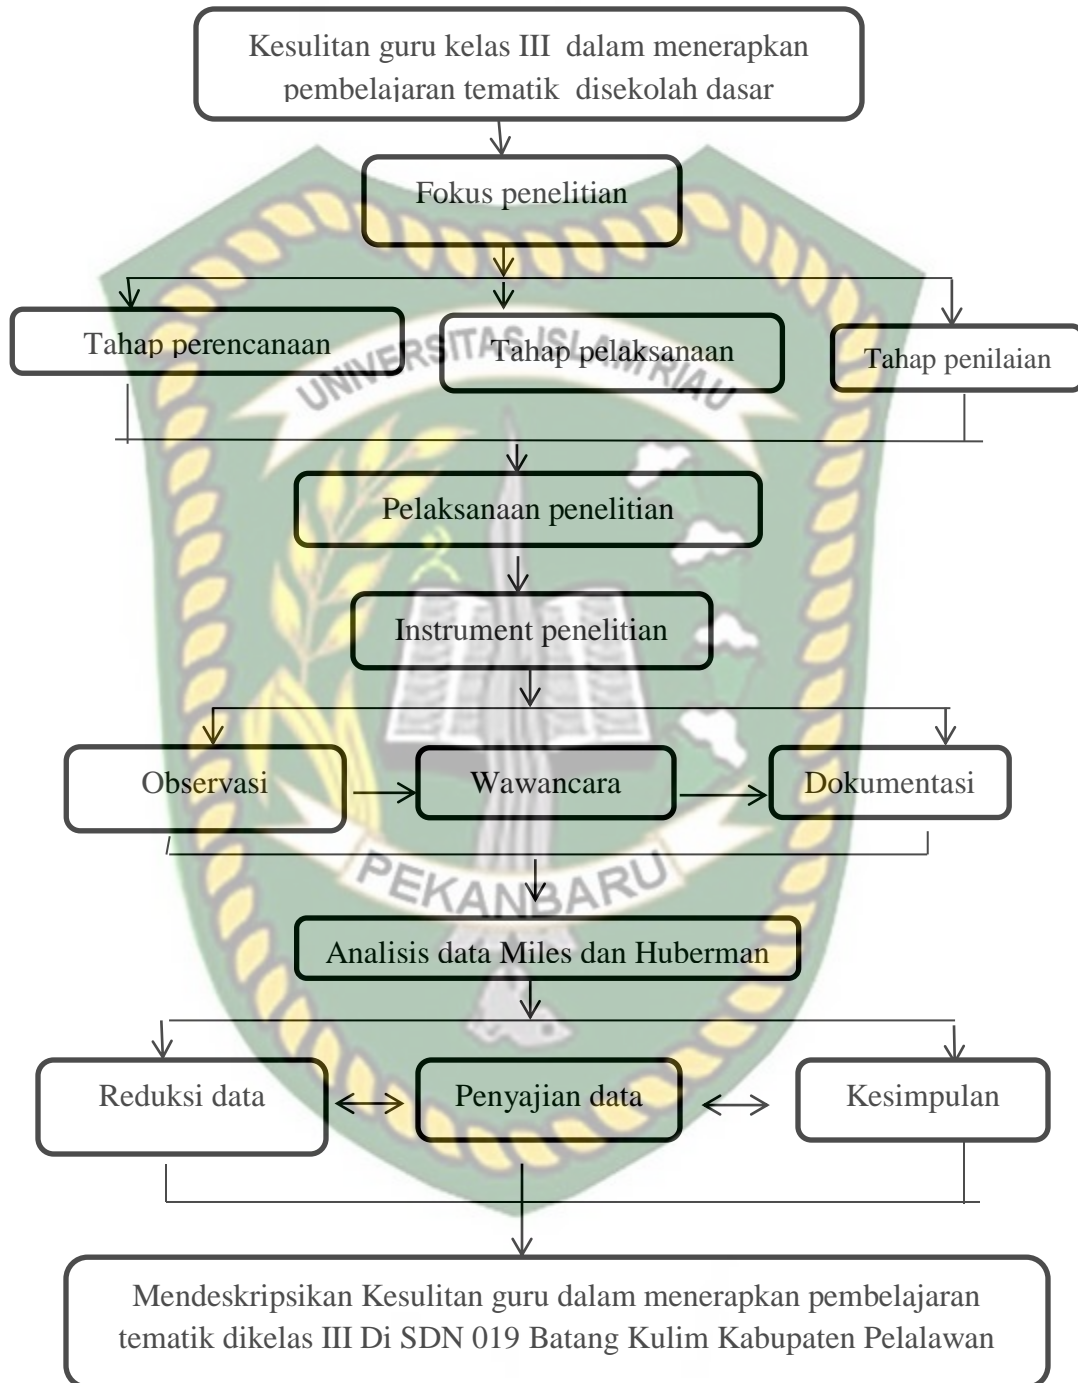 Kesulitan guru kelas III dalam menerapkan
pembelajaran tematik disekolah dasar
Fokus penelitian
Tahap perencanaan
Tahap pelaksanaan
Tahap penilaian
UNIVERSITAS ISLAM RIAU
Pelaksanaan penelitian
Instrument penelitian
Observasi
Wawancara
Dokumentasi
PEKANBARU
Analisis data Miles dan Huberman
Reduksi data
Penyajian data
Kesimpulan
Mendeskripsikan Kesulitan guru dalam menerapkan pembelajaran
tematik dikelas III Di SDN 019 Batang Kulim Kabupaten Pelalawan